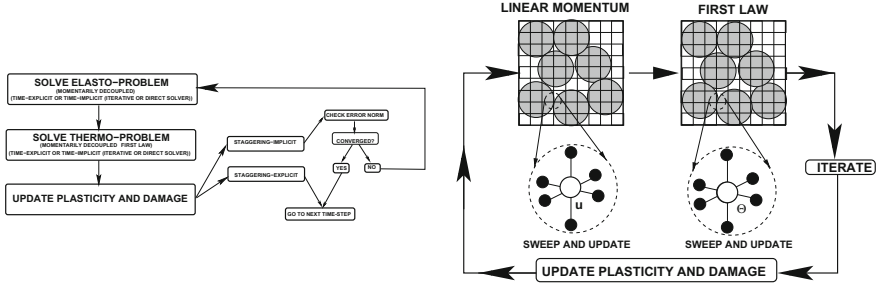 SOLVE ELASTO-PROBLEM
(MOMENTARILY DECOUPLED)
(TIME-EXPLICIT OR TIME-IMPLICIT (ITERATIVE OR DIRECT SOLVER))
SOLVE THERMO-PROBLEM
(MOMENTARILY DECOUPLED FIRST LAW)
(TIME-EXPLICIT OR TIME-IMPLICIT (ITERATIVE OR DIRECT SOLVER))
UPDATE PLASTICITY AND DAMAGE
STAGGERING-IMPLICIT
STAGGERING-EXPLICIT
CHECK ERROR NORM
CONVERGED?
YES
NO
GO TO NEXT TIME-STEP
LINEAR MOMENTUM
FIRST LAW
ITERATE
u
Θ
SWEEP AND UPDATE
SWEEP AND UPDATE
UPDATE PLASTICITY AND DAMAGE